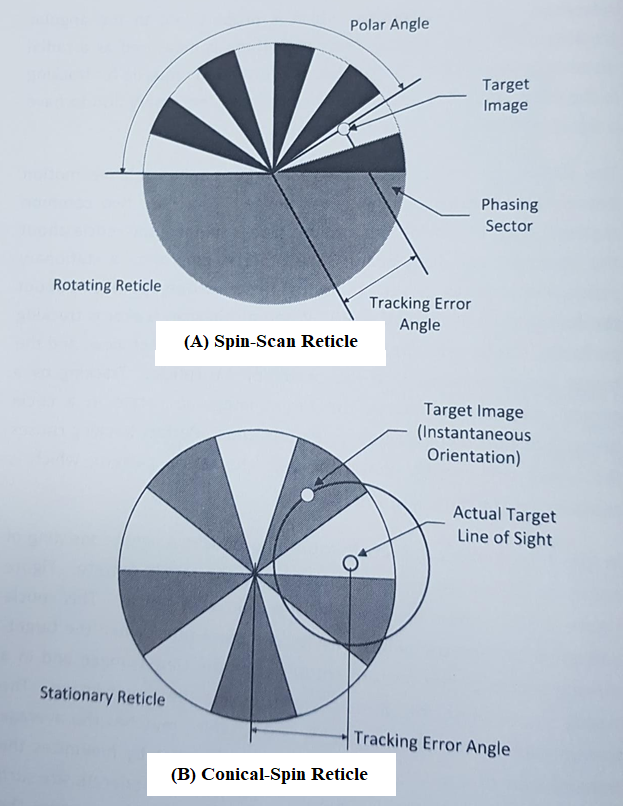 Polar Angle
Target
Image
Phasing
Sector
Rotating Reticle
Tracking Error
Angle
(A) Spin-Scan Reticle
Target Image
(Instantaneous
Orientation)
Actual Target
Line of Sight
Stationary Reticle
Tracking Error Angle
(B) Conical-Spin Reticle